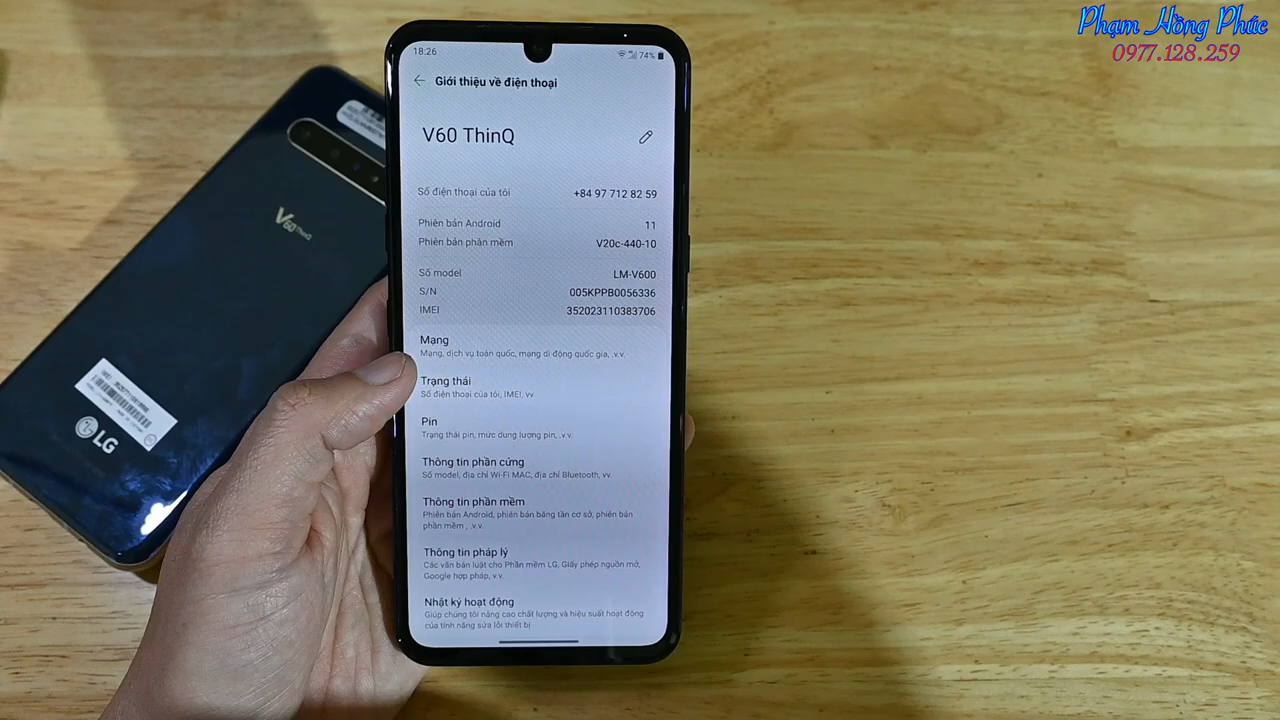 Phạm Hồng Phúc
0977.128.259
18:26
74%
Giới thiệu về điện thoại
V60 ThinQ
Số điện thoại của tôi +84 97 712 82 59
Phiên bản Android 11
Phiên bản phần mềm V20c-440-10
Số model LM-V600
S/N 005KPPB0056336
IMEI 352023110383706
Mạng
Mạng, dịch vụ toàn quốc, mạng di động quốc gia, .v.v.
Trạng thái
Số điện thoại của tôi, IMEI, vv
Pin
Trạng thái pin, mức dung lượng pin, .v.v.
Thông tin phần cứng
Số model, địa chỉ Wi-Fi MAC, địa chỉ Bluetooth, vv.
Thông tin phần mềm
Phiên bản Android, phiên bản băng tần cơ sở, phiên bản
phần mềm , .v.v.
Thông tin pháp lý
Các văn bản luật cho Phần mềm LG, Giấy phép nguồn mở,
Google hợp pháp, v.v.
Nhật ký hoạt động
Giúp chúng tôi nâng cao chất lượng và hiệu suất hoạt động
của tính năng sửa lỗi thiết bị
V60 ThinQ
LG